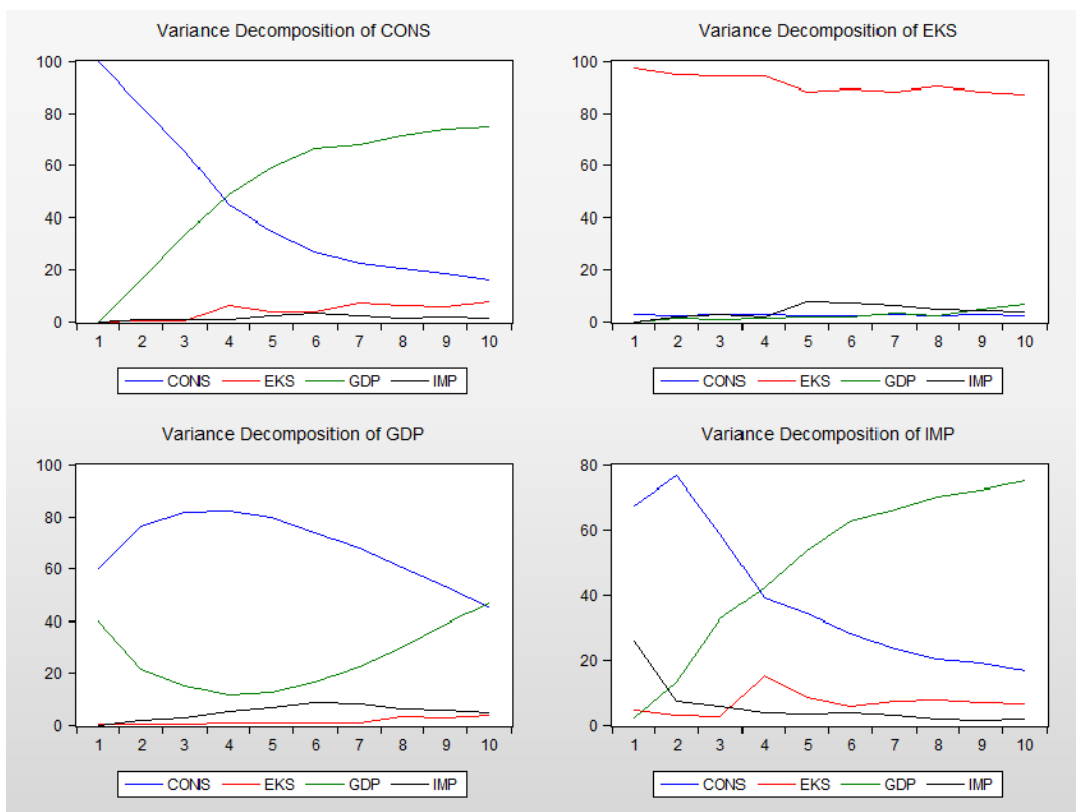 Variance Decomposition of CONS
100
80
60
40
20
0
1 2 3 4 5 6 7 8 9 10
CONS EKS GDP IMP
Variance Decomposition of EKS
100
80
60
40
20
0
1 2 3 4 5 6 7 8 9 10
CONS EKS GDP IMP
Variance Decomposition of GDP
100
80
60
40
20
0
1 2 3 4 5 6 7 8 9 10
CONS EKS GDP IMP
Variance Decomposition of IMP
80
60
40
20
0
1 2 3 4 5 6 7 8 9 10
CONS EKS GDP IMP